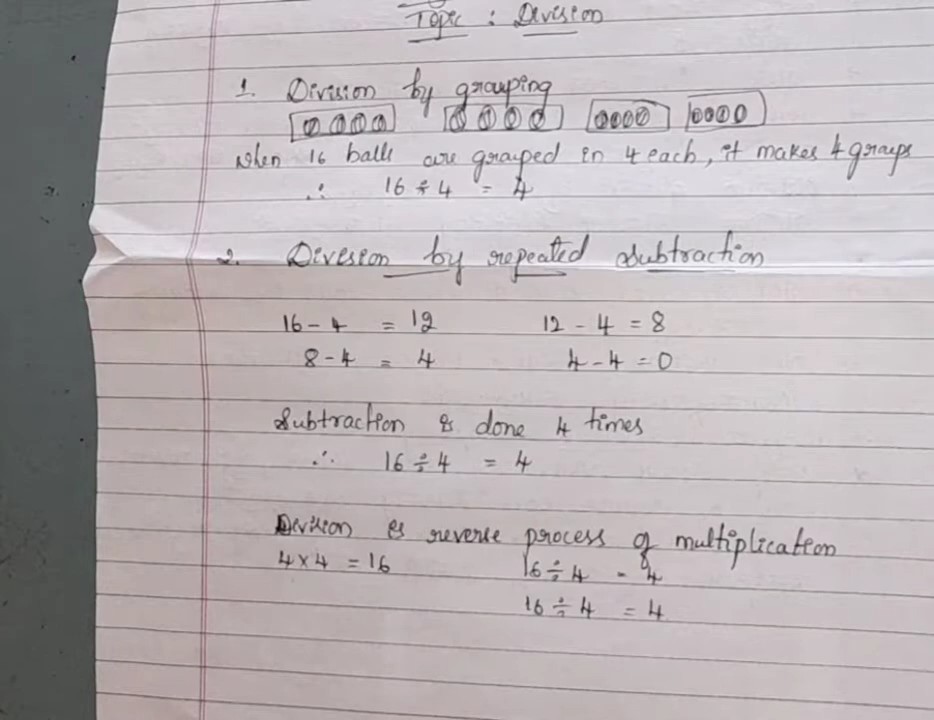 Topic : Division
1. Division by grouping
When 16 balls are grouped in 4 each, it makes 4 groups
∴ 16 ÷ 4 = 4
2. Division by repeated subtraction
16 - 4 = 12 12 - 4 = 8
8 - 4 = 4 4 - 4 = 0
Subtraction is done 4 times
∴ 16 ÷ 4 = 4
Division is reverse process of multiplication
4 × 4 = 16 16 ÷ 4 = 4
16 ÷ 4 = 4